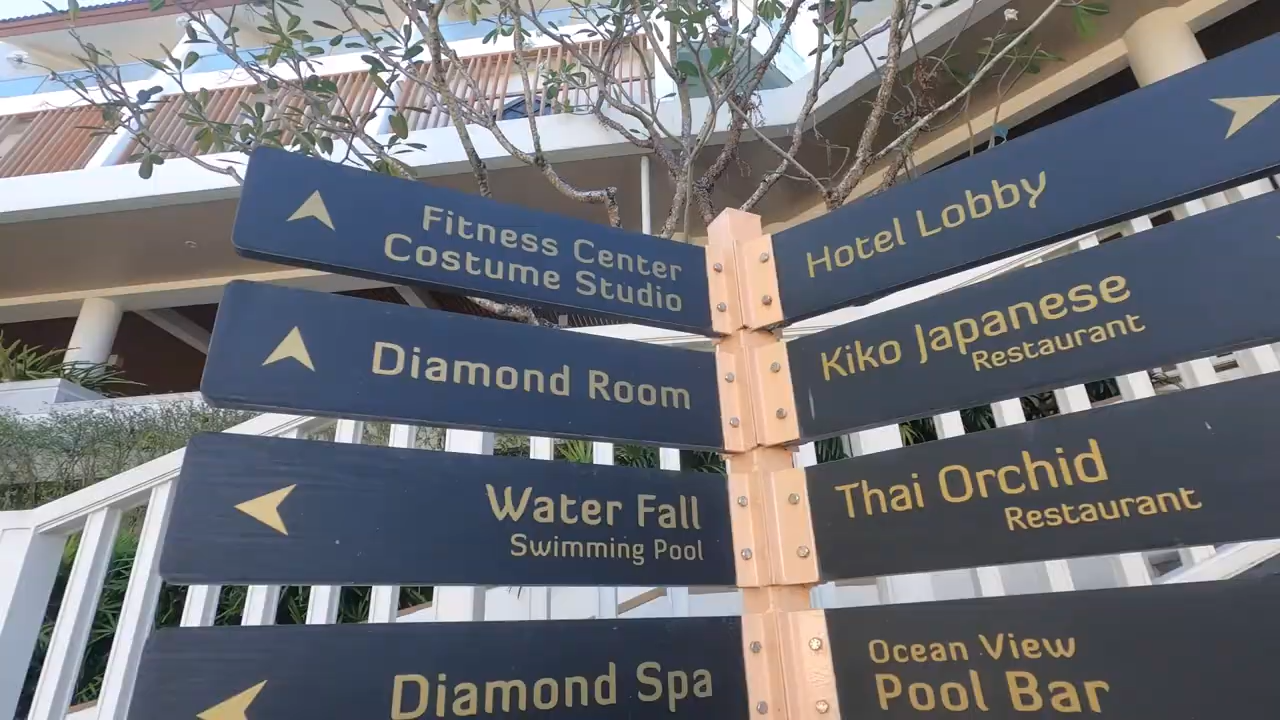 Fitness Center
Costume Studio
Diamond Room
Water Fall
Swimming Pool
Diamond Spa
Hotel Lobby
Kiko Japanese
Restaurant
Thai Orchid
Restaurant
Ocean View
Pool Bar